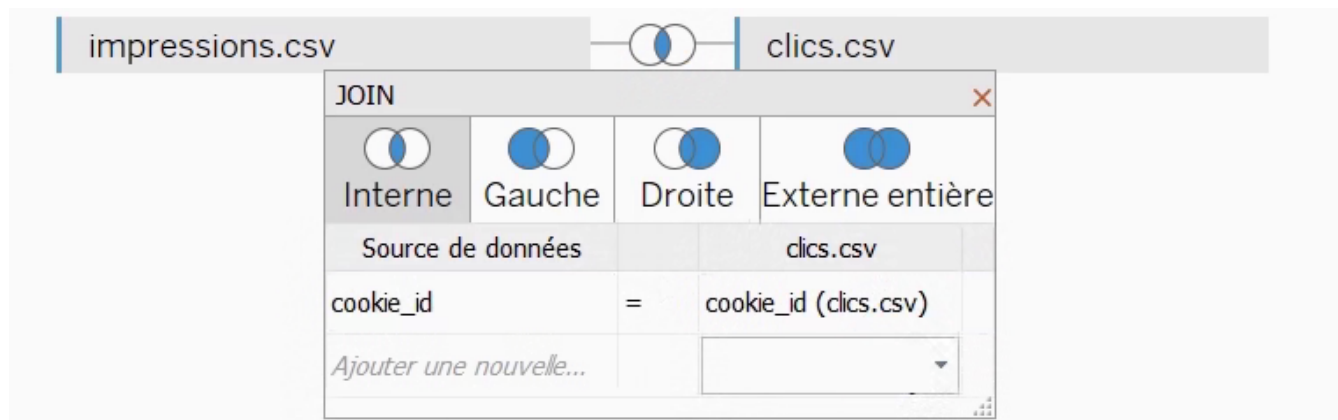 impressions.csv clics.csv
JOIN
Interne Gauche Droite Externe entière
Source de données clics.csv
cookie_id = cookie_id (clics.csv)
Ajouter une nouvelle...